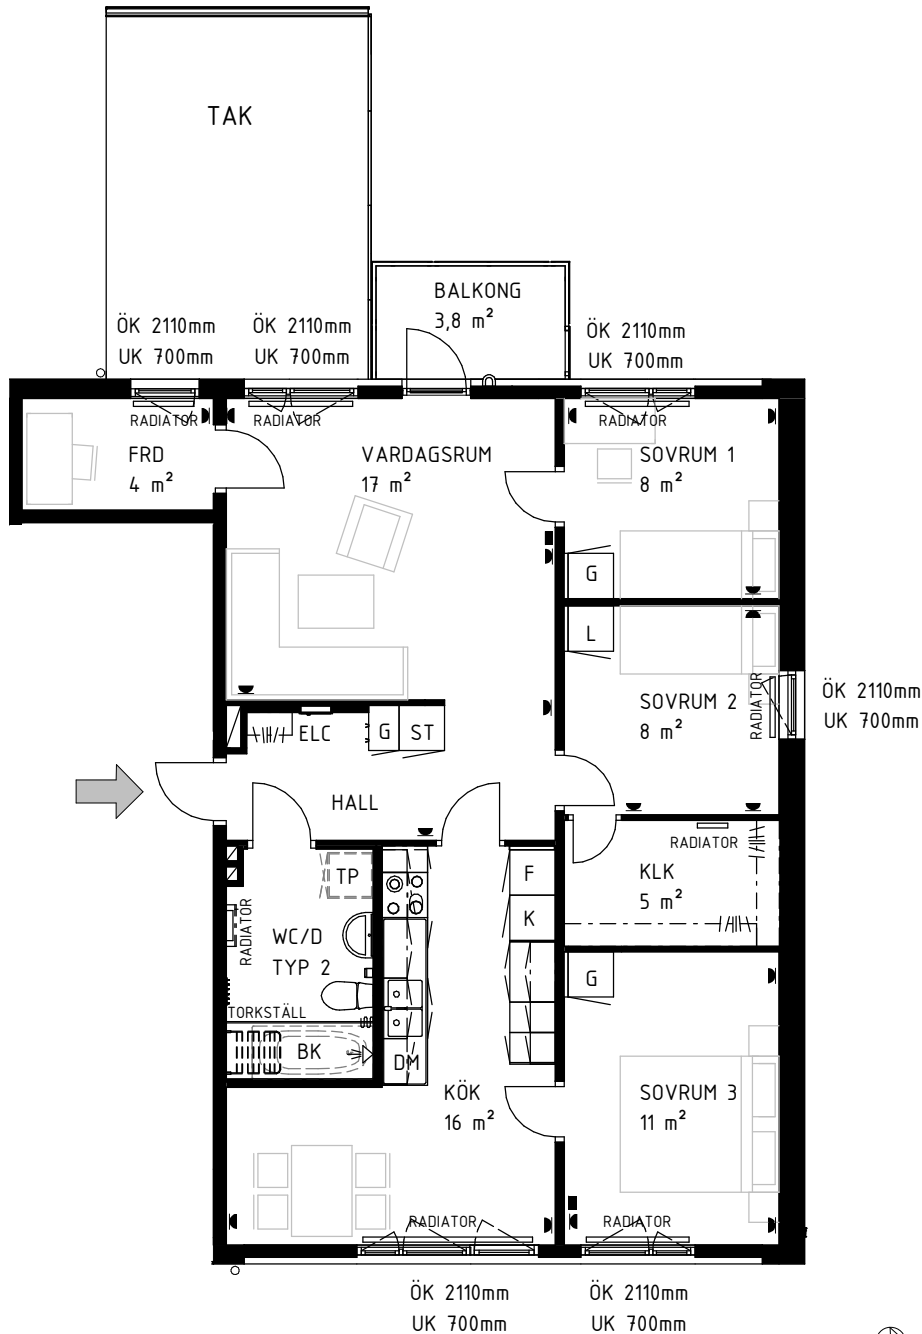 TAK
BALKONG
3,8 m²
ÖK 2110mm
UK 700mm
ÖK 2110mm
UK 700mm
ÖK 2110mm
UK 700mm
RADIATOR
RADIATOR
RADIATOR
FRD
4 m²
VARDAGSRUM
17 m²
SOVRUM 1
8 m²
G
L
SOVRUM 2
8 m²
RADIATOR
ÖK 2110mm
UK 700mm
ELC
G
ST
HALL
RADIATOR
KLK
5 m²
TP
F
K
RADIATOR
WC/D
TYP 2
G
TORKSTÄLL
BK
DM
KÖK
16 m²
SOVRUM 3
11 m²
RADIATOR
RADIATOR
ÖK 2110mm
UK 700mm
ÖK 2110mm
UK 700mm